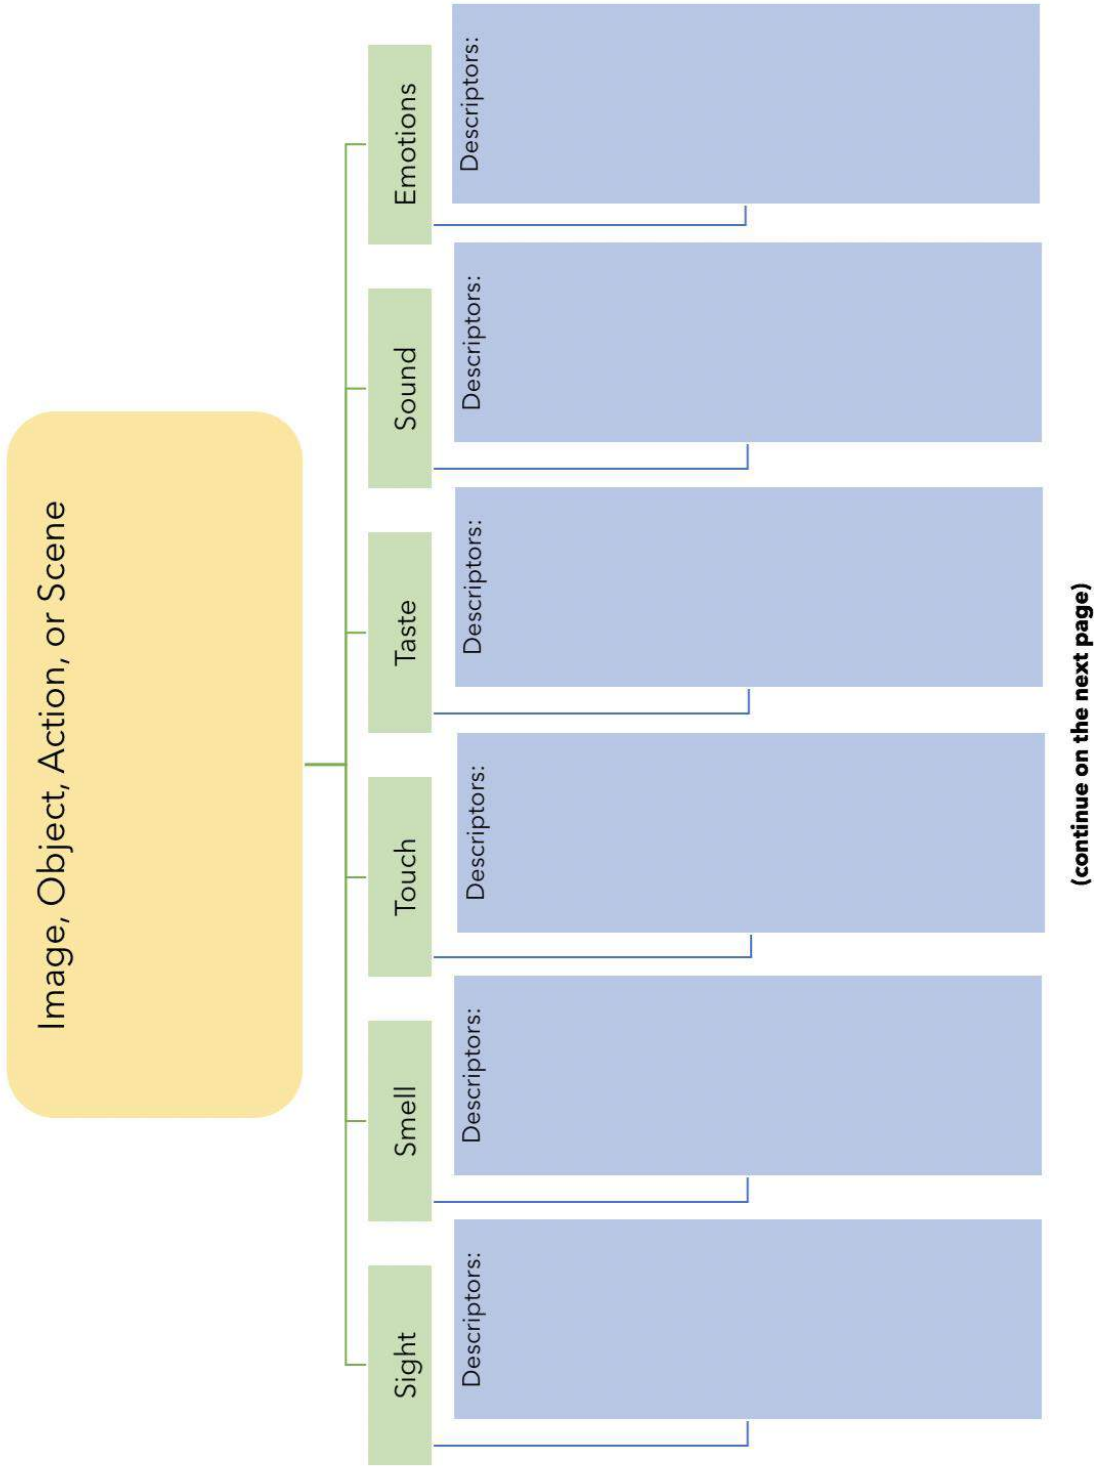 Image, Object, Action, or Scene
Sight
Smell
Touch
Taste
Sound
Emotions
Descriptors:
Descriptors:
Descriptors:
Descriptors:
Descriptors:
Descriptors:
(continue on the next page)